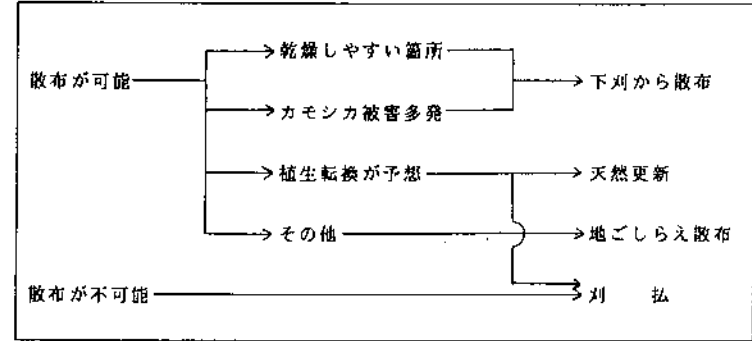 乾燥しやすい箇所
散布が可能
下刈から散布
カモシカ被害多発
植生転換が予想
天然更新
その他
地ごしらえ散布
散布が不可能
刈 払